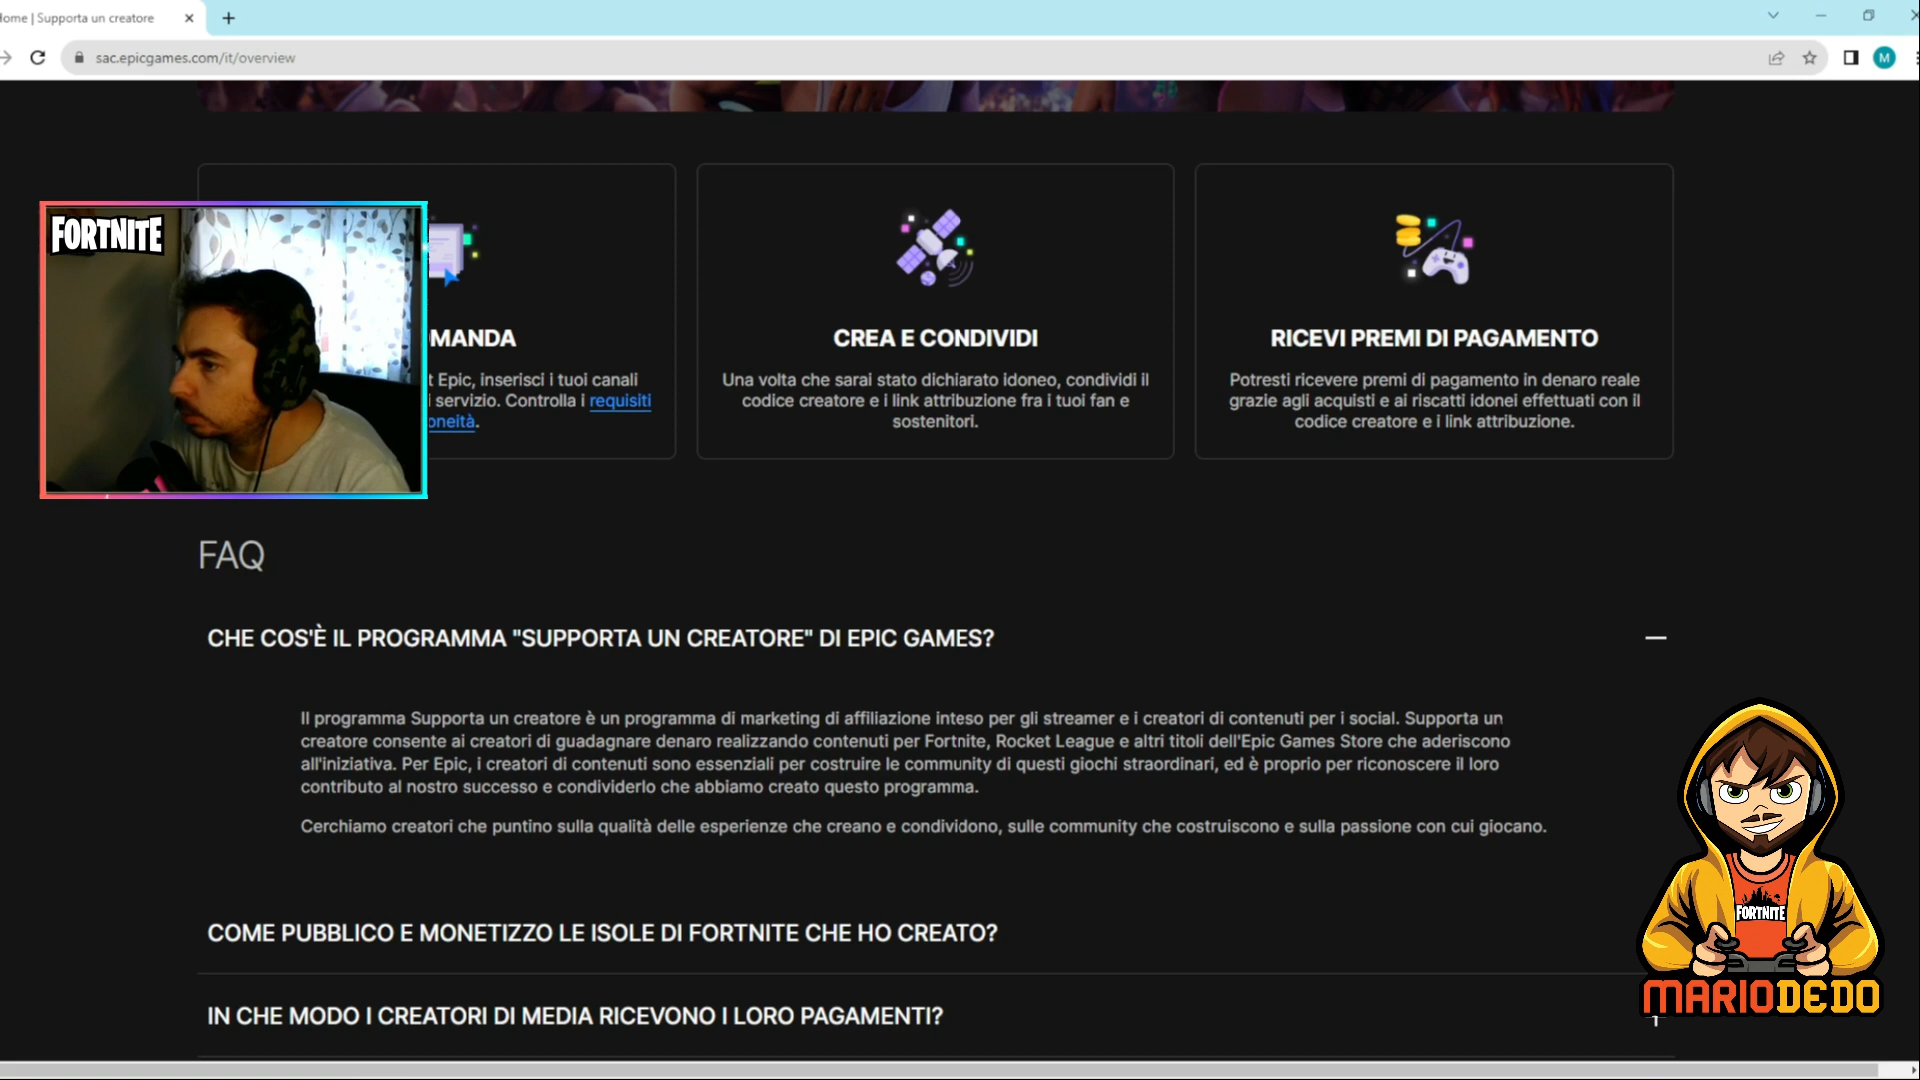 Home | Supporta un creatore
sac.epicgames.com/it/overview
M
FORTNITE
CREA E CONDIVIDI
RICEVI PREMI DI PAGAMENTO
t Epic, inserisci i tuoi canali
Una volta che sarai stato dichiarato idoneo, condividi il
Potresti ricevere premi di pagamento in denaro reale
servizio. Controlla i requisiti
codice creatore e i link attribuzione fra i tuoi fan e
grazie agli acquisti e ai riscatti idonei effettuati con il
sostenitori.
codice creatore e i link attribuzione.
FAQ
CHE COS'È IL PROGRAMMA "SUPPORTA UN CREATORE" DI EPIC GAMES?
Il programma Supporta un creatore è un programma di marketing di affiliazione inteso per gli streamer e i creatori di contenuti per i social. Supporta un
creatore consente ai creatori di guadagnare denaro realizzando contenuti per Fortnite, Rocket League e altri titoli dell'Epic Games Store che aderiscono
all'iniziativa. Per Epic, i creatori di contenuti sono essenziali per costruire le community di questi giochi straordinari, ed è proprio per riconoscere il loro
contributo al nostro successo e condividerlo che abbiamo creato questo programma.
Cerchiamo creatori che puntino sulla qualità delle esperienze che creano e condividono, sulle community che costruiscono e sulla passione con cui giocano.
COME PUBBLICO E MONETIZZO LE ISOLE DI FORTNITE CHE HO CREATO?
IN CHE MODO I CREATORI DI MEDIA RICEVONO I LORO PAGAMENTI?
FORTNITE
MARIODEDO